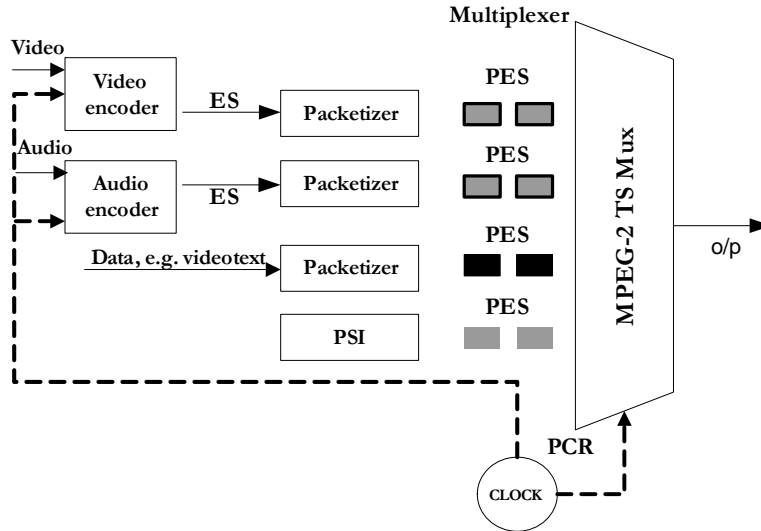 Multiplexer
Video
Video
encoder
ES
Packetizer
PES
Audio
Audio
encoder
ES
Packetizer
PES
Data, e.g. videotext
Packetizer
PES
PSI
PES
MPEG-2 TS Mux
o/p
PCR
CLOCK